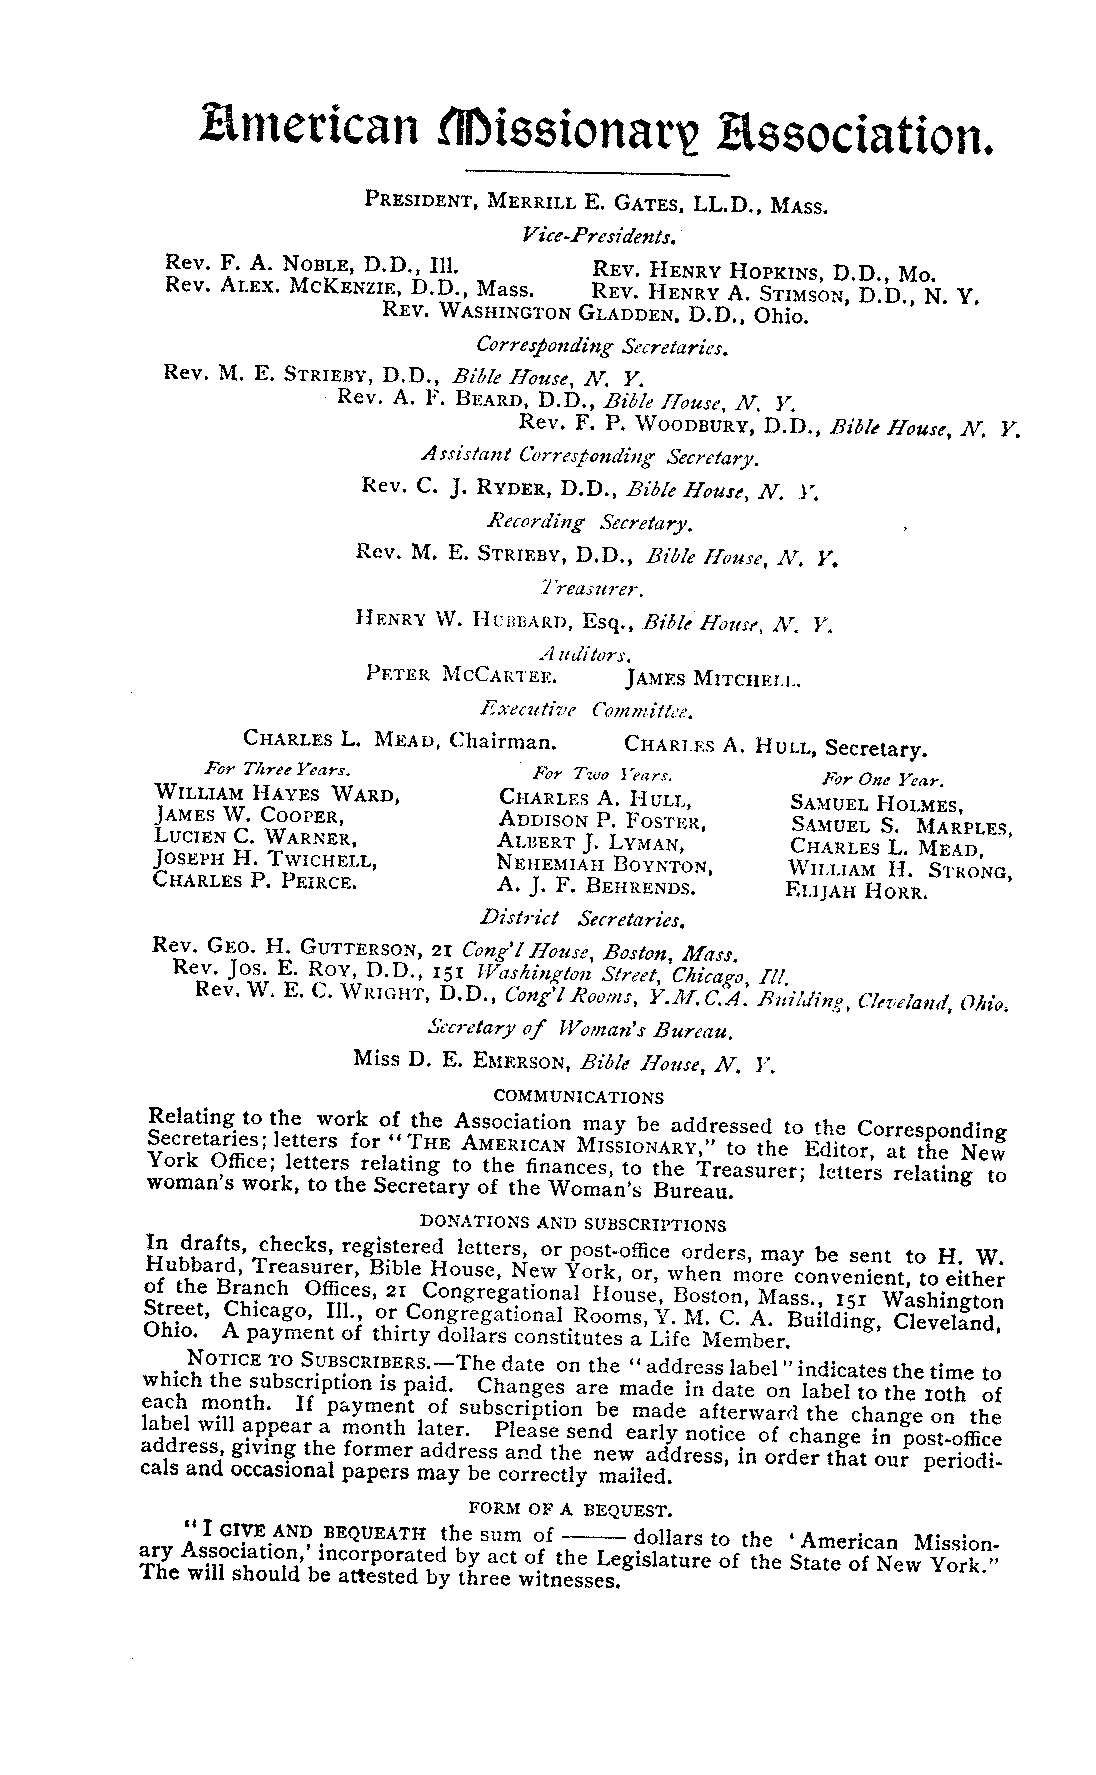 American Missionary Association.
PRESIDENT, MERRILL E. GATES, LL.D., MASS.
Vice-Presidents.
Rev. F. A. NOBLE, D.D., Ill. REV. HENRY HOPKINS, D.D., Mo.
Rev. ALEX. MCKENZIE, D.D., Mass. REV. HENRY A. STIMSON, D.D., N. Y.
REV. WASHINGTON GLADDEN, D.D., Ohio.
Corresponding Secretaries.
Rev. M. E. STRIEBY, D.D., Bible House, N. Y.
Rev. A. F. BEARD, D.D., Bible House, N. Y.
Rev. F. P. WOODBURY, D.D., Bible House, N. Y.
Assistant Corresponding Secretary.
Rev. C. J. RYDER, D.D., Bible House, N. Y.
Recording Secretary.
Rev. M. E. STRIEBY, D.D., Bible House, N. Y.
Treasurer.
HENRY W. HUBBARD, Esq., Bible House, N. Y.
Auditors.
PETER MCCARTEE. JAMES MITCHELL.
Executive Committee.
CHARLES L. MEAD, Chairman. CHARLES A. HULL, Secretary.
For Three Years. For Two Years. For One Year.
WILLIAM HAYES WARD, CHARLES A. HULL, SAMUEL HOLMES,
JAMES W. COOPER, ADDISON P. FOSTER, SAMUEL S. MARPLES,
LUCIEN C. WARNER, ALBERT J. LYMAN, CHARLES L. MEAD,
JOSEPH H. TWICHELL, NEHEMIAH BOYNTON, WILLIAM H. STRONG,
CHARLES P. PEIRCE. A. J. F. BEHRENDS. ELIJAH HORR.
District Secretaries.
Rev. GEO. H. GUTTERSON, 21 Cong'l House, Boston, Mass.
Rev. JOS. E. ROY, D.D., 151 Washington Street, Chicago, Ill.
Rev. W. E. C. WRIGHT, D.D., Cong'l Rooms, Y.M.C.A. Building, Cleveland, Ohio.
Secretary of Woman's Bureau.
Miss D. E. EMERSON, Bible House, N. Y.
COMMUNICATIONS
Relating to the work of the Association may be addressed to the Corresponding
Secretaries; letters for "THE AMERICAN MISSIONARY," to the Editor, at the New
York Office; letters relating to the finances, to the Treasurer; letters relating to
woman's work, to the Secretary of the Woman's Bureau.
DONATIONS AND SUBSCRIPTIONS
In drafts, checks, registered letters, or post-office orders, may be sent to H. W.
Hubbard, Treasurer, Bible House, New York, or, when more convenient, to either
of the Branch Offices, 21 Congregational House, Boston, Mass., 151 Washington
Street, Chicago, Ill., or Congregational Rooms, Y. M. C. A. Building, Cleveland,
Ohio. A payment of thirty dollars constitutes a Life Member.
NOTICE TO SUBSCRIBERS.—The date on the "address label" indicates the time to
which the subscription is paid. Changes are made in date on label to the 10th of
each month. If payment of subscription be made afterward the change on the
label will appear a month later. Please send early notice of change in post-office
address, giving the former address and the new address, in order that our periodi-
cals and occasional papers may be correctly mailed.
FORM OF A BEQUEST.
"I GIVE AND BEQUEATH the sum of —— dollars to the 'American Mission-
ary Association,' incorporated by act of the Legislature of the State of New York."
The will should be attested by three witnesses.